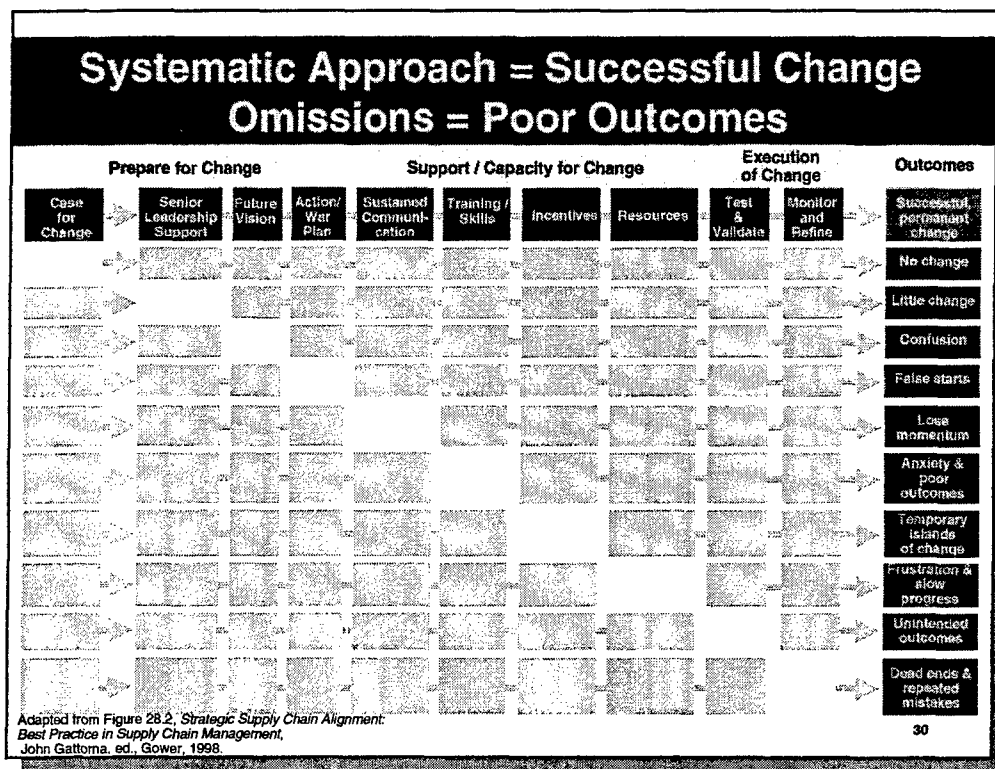 Systematic Approach = Successful Change
Omissions = Poor Outcomes
Prepare for Change
Support / Capacity for Change
Execution
of Change
Outcomes
Case
for
Change
Senior
Leadership
Support
Future
Vision
Action/
War
Plan
Sustained
Communi-
cation
Training /
Skills
Incentives
Resources
Test
&
Validate
Monitor
and
Refine
Successful,
permanant
change
No change
Little change
Confusion
False starts
Lose
momentum
Anxiety &
poor
outcomes
Temporary
islands
of change
Frustration &
slow
progress
Unintended
outcomes
Dead ends &
repeated
mistakes
Adapted from Figure 28.2, Strategic Supply Chain Alignment:
Best Practice in Supply Chain Management,
John Gattorna, ed., Gower, 1998.
30